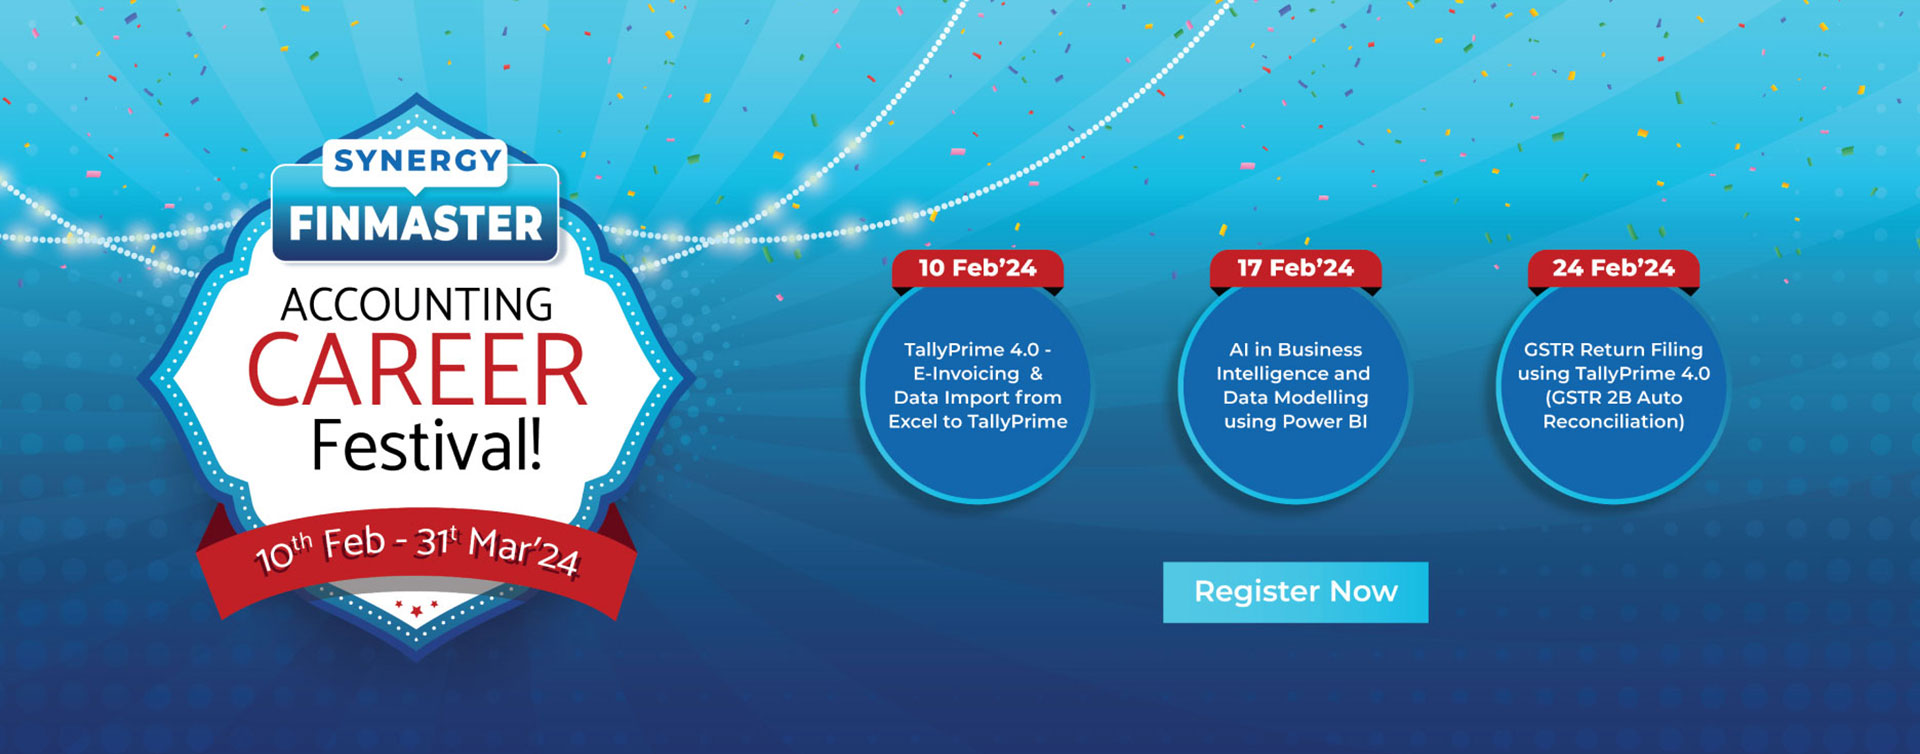 SYNERGY
FINMASTER
ACCOUNTING
CAREER
Festival!
10th Feb - 31st Mar'24
10 Feb'24
TallyPrime 4.0 -
E-Invoicing &
Data Import from
Excel to TallyPrime
17 Feb'24
AI in Business
Intelligence and
Data Modelling
using Power BI
24 Feb'24
GSTR Return Filing
using TallyPrime 4.0
(GSTR 2B Auto
Reconciliation)
Register Now